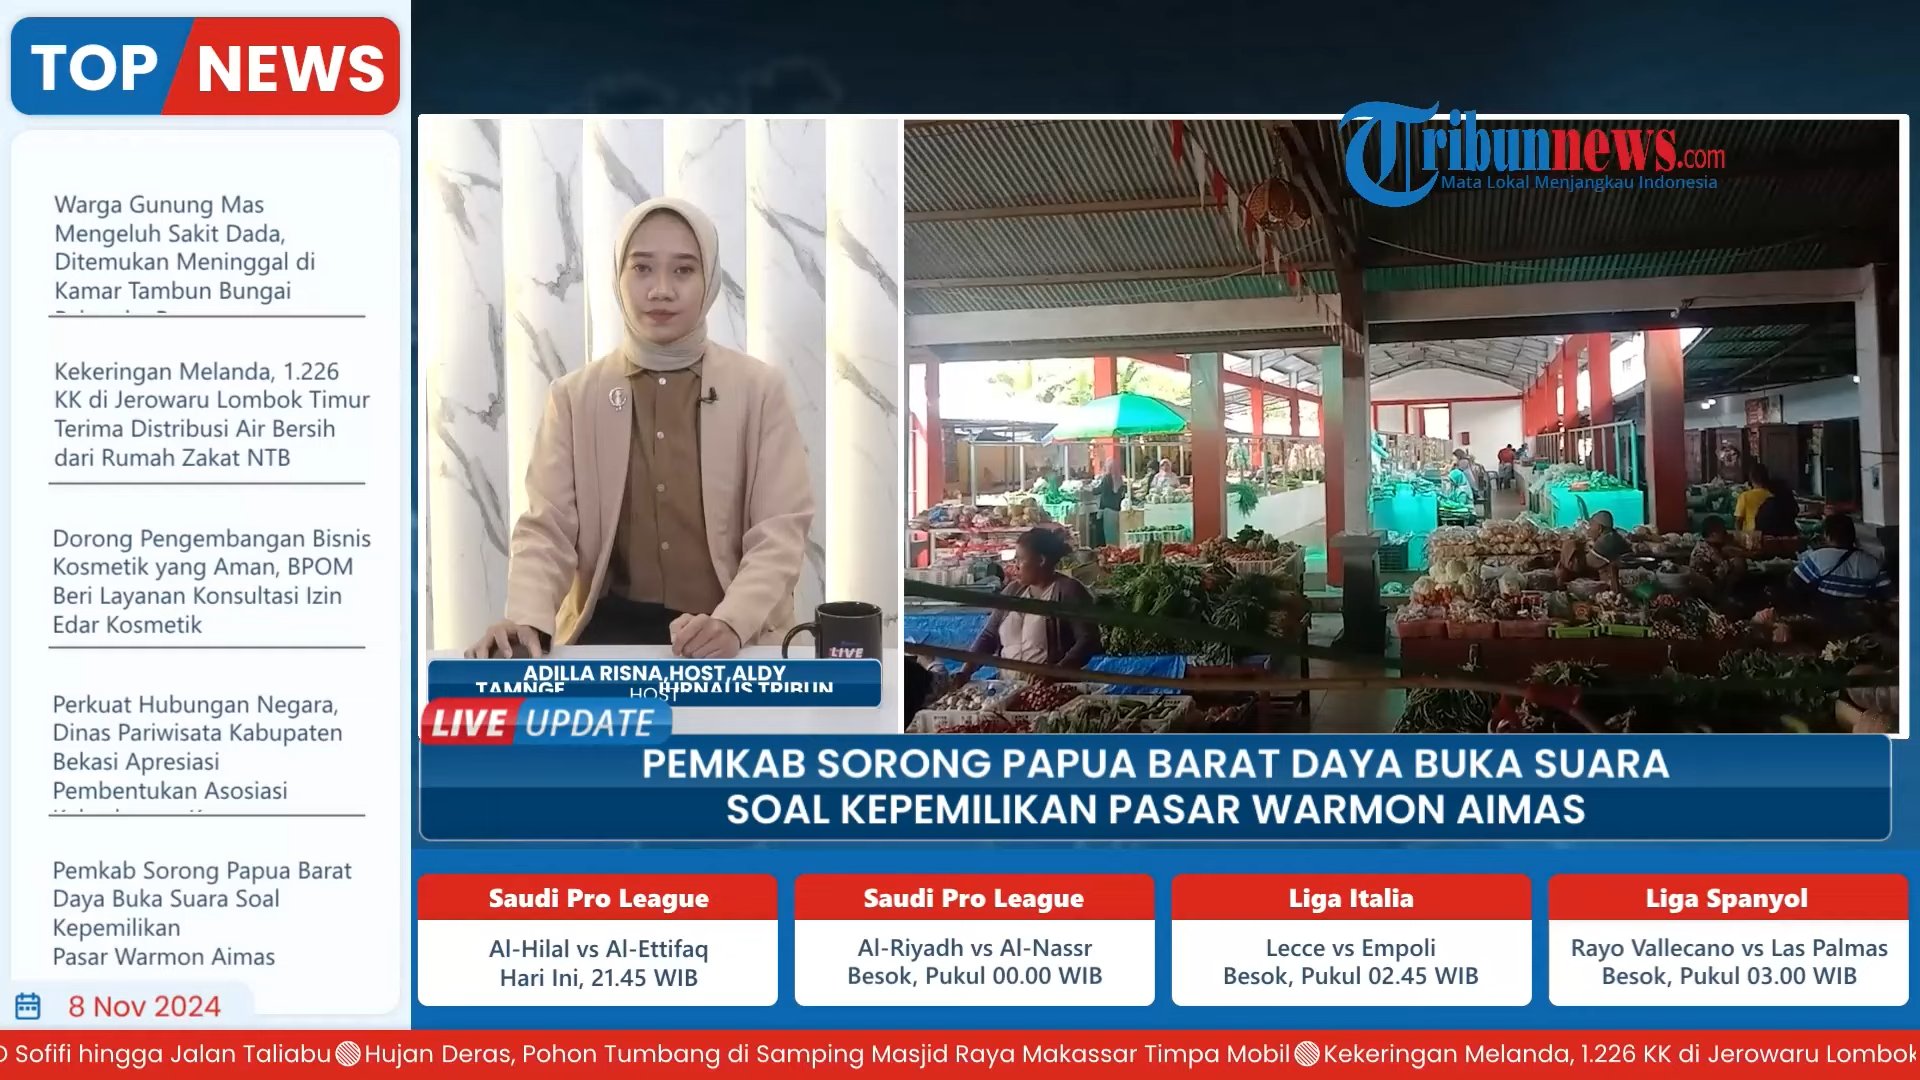 TOP NEWS
Warga Gunung Mas
Mengeluh Sakit Dada,
Ditemukan Meninggal di
Kamar Tambun Bungai
Kekeringan Melanda, 1.226
KK di Jerowaru Lombok Timur
Terima Distribusi Air Bersih
dari Rumah Zakat NTB
Dorong Pengembangan Bisnis
Kosmetik yang Aman, BPOM
Beri Layanan Konsultasi Izin
Edar Kosmetik
Perkuat Hubungan Negara,
Dinas Pariwisata Kabupaten
Bekasi Apresiasi
Pembentukan Asosiasi
Pemkab Sorong Papua Barat
Daya Buka Suara Soal
Kepemilikan
Pasar Warmon Aimas
8 Nov 2024
Tribunnews.com
Mata Lokal Menjangkau Indonesia
LIVE
ADILLA RISNA,HOST,ALDY
HOST
LIVE UPDATE
PEMKAB SORONG PAPUA BARAT DAYA BUKA SUARA
SOAL KEPEMILIKAN PASAR WARMON AIMAS
Saudi Pro League
Al-Hilal vs Al-Ettifaq
Hari Ini, 21.45 WIB
Saudi Pro League
Al-Riyadh vs Al-Nassr
Besok, Pukul 00.00 WIB
Liga Italia
Lecce vs Empoli
Besok, Pukul 02.45 WIB
Liga Spanyol
Rayo Vallecano vs Las Palmas
Besok, Pukul 03.00 WIB
Sofifi hingga Jalan Taliabu Hujan Deras, Pohon Tumbang di Samping Masjid Raya Makassar Timpa Mobil Kekeringan Melanda, 1.226 KK di Jerowaru Lombok